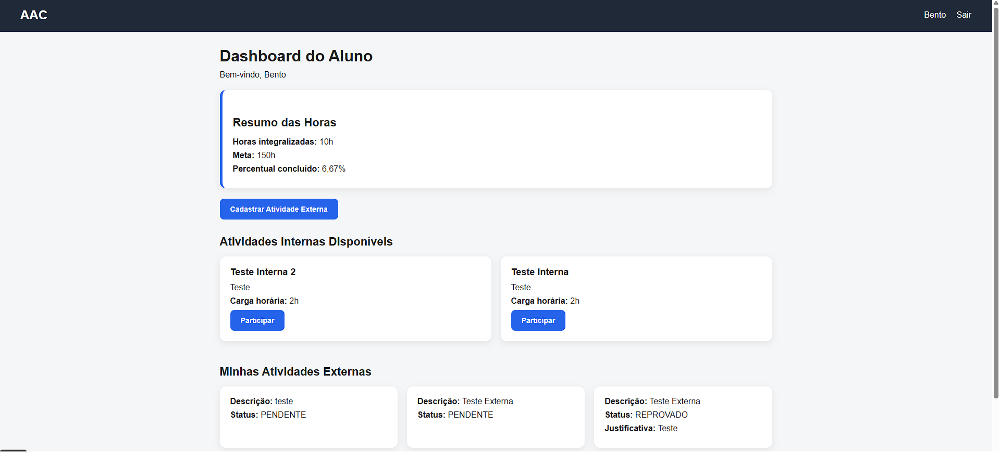 AAC
Bento Sair
Dashboard do Aluno
Bem-vindo, Bento
Resumo das Horas
Horas integralizadas: 10h
Meta: 150h
Percentual concluído: 6,67%
Cadastrar Atividade Externa
Atividades Internas Disponíveis
Teste Interna 2
Teste
Carga horária: 2h
Participar
Teste Interna
Teste
Carga horária: 2h
Participar
Minhas Atividades Externas
Descrição: teste
Status: PENDENTE
Descrição: Teste Externa
Status: PENDENTE
Descrição: Teste Externa
Status: REPROVADO
Justificativa: Teste